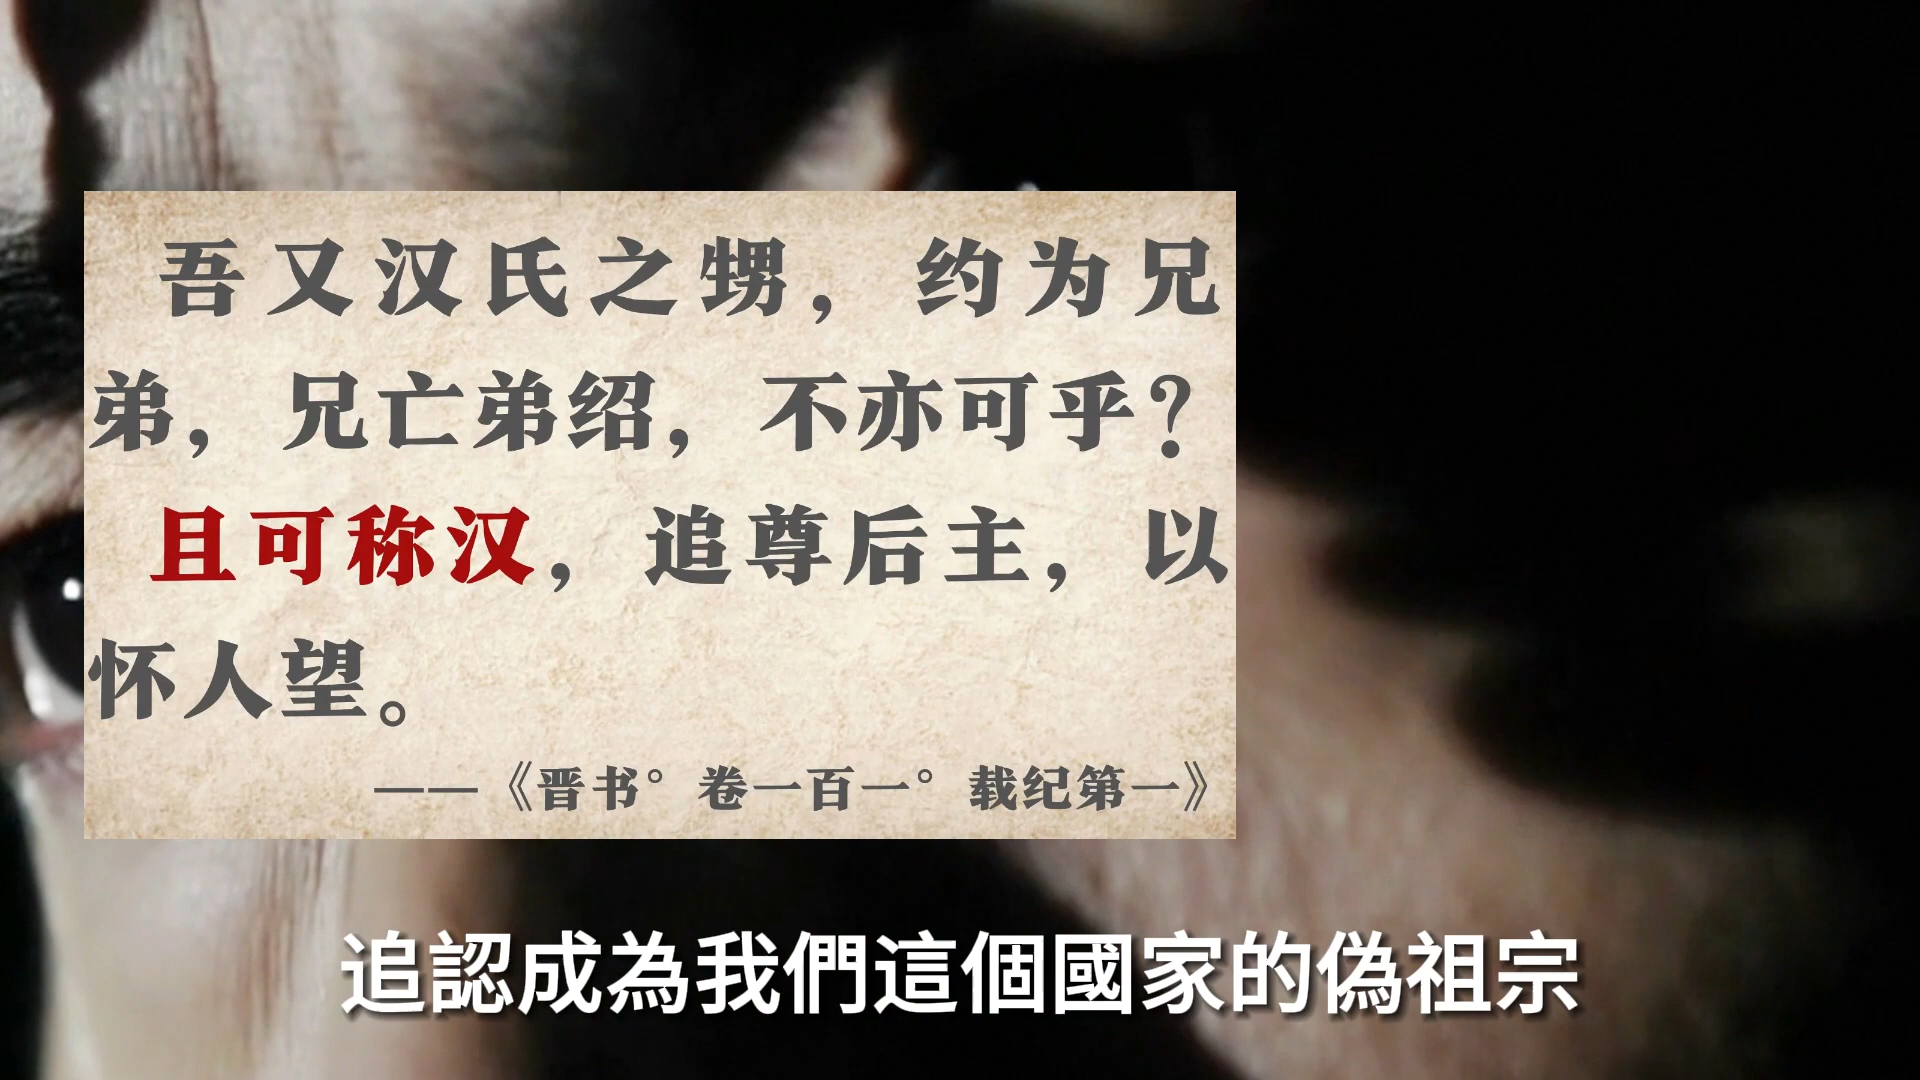 吾又汉氏之甥，约为兄
弟，兄亡弟绍，不亦可乎？
且可称汉，追尊后主，以
怀人望。
——《晋书°卷一百一°载纪第一》
追認成為我們這個國家的偽祖宗